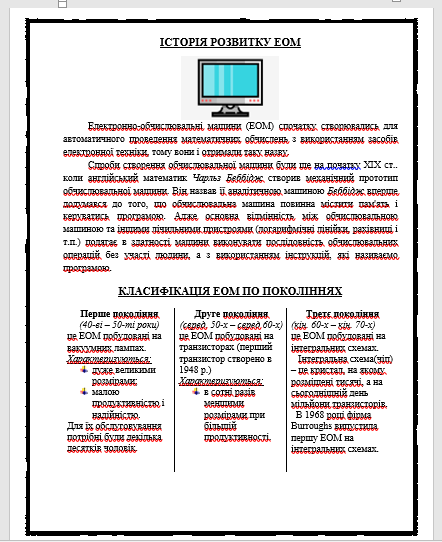 ІСТОРІЯ РОЗВИТКУ ЕОМ
Електронно-обчислювальні машини (ЕОМ) спочатку створювались для
автоматичного проведення математичних обчислень з використанням засобів
електронної техніки, тому вони і отримали таку назву.
Спроби створення обчислювальної машини були ще на початку XIX ст..
коли англійський математик Чарльз Беббідж створив механічний прототип
обчислювальної машини. Він назвав її аналітичною машиною Беббідж вперше
додумався до того, що обчислювальна машина повинна містити пам'ять і
керуватись програмою. Адже основна відмінність між обчислювальною
машиною та іншими лічильними пристроями (логарифмічні лінійки, рахівниці і
т.п.) полягає в здатності машини виконувати послідовність обчислювальних
операцій без участі людини, а з використанням інструкцій, які називаємо
програмою.
КЛАСИФІКАЦІЯ ЕОМ ПО ПОКОЛІННЯХ
Перше покоління
(40-ві – 50-ті роки)
це ЕОМ побудовані на
вакуумних лампах.
Характеризуються:
дуже великими
розмірами;
малою
продуктивністю і
надійністю.
Для їх обслуговування
потрібні були декілька
десятків чоловік.
Друге покоління
(серед. 50-х – серед.60-х)
це ЕОМ побудовані на
транзисторах (перший
транзистор створено в
1948 р.)
Характеризуються:
в сотні разів
меншими
розмірами при
більшій
продуктивності.
Третє покоління
(кін. 60-х – кін. 70-х)
це ЕОМ побудовані на
інтегральних схемах.
Інтегральна схема(чіп)
– це кристал, на якому
розміщені тисячі, а на
сьогоднішній день
мільйони транзисторів.
В 1968 році фірма
Burroughs випустила
першу ЕОМ на
інтегральних схемах.